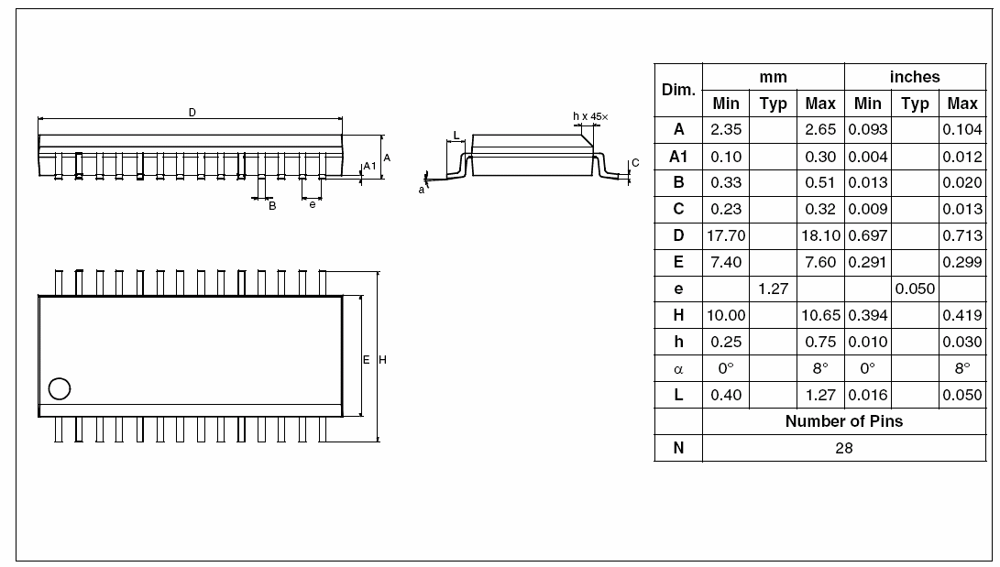 D
A1
A
B
e
L
h x 45×
C
a
E
H
Dim. mm inches
Min Typ Max Min Typ Max
A 2.35 2.65 0.093 0.104
A1 0.10 0.30 0.004 0.012
B 0.33 0.51 0.013 0.020
C 0.23 0.32 0.009 0.013
D 17.70 18.10 0.697 0.713
E 7.40 7.60 0.291 0.299
e 1.27 0.050
H 10.00 10.65 0.394 0.419
h 0.25 0.75 0.010 0.030
α 0° 8° 0° 8°
L 0.40 1.27 0.016 0.050
Number of Pins
N 28